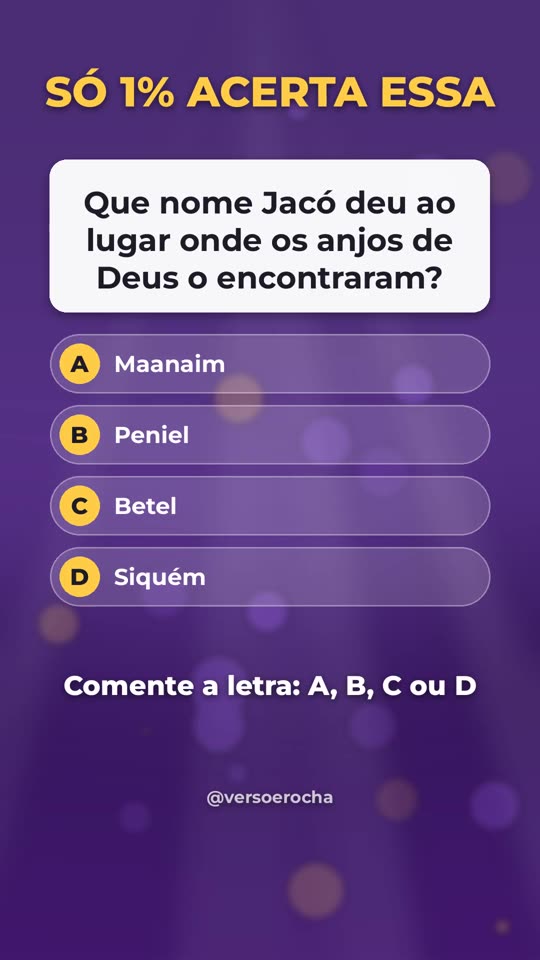 SÓ 1% ACERTA ESSA
Que nome Jacó deu ao
lugar onde os anjos de
Deus o encontraram?
A Maanaim
B Peniel
C Betel
D Siquém
Comente a letra: A, B, C ou D
@versoerocha